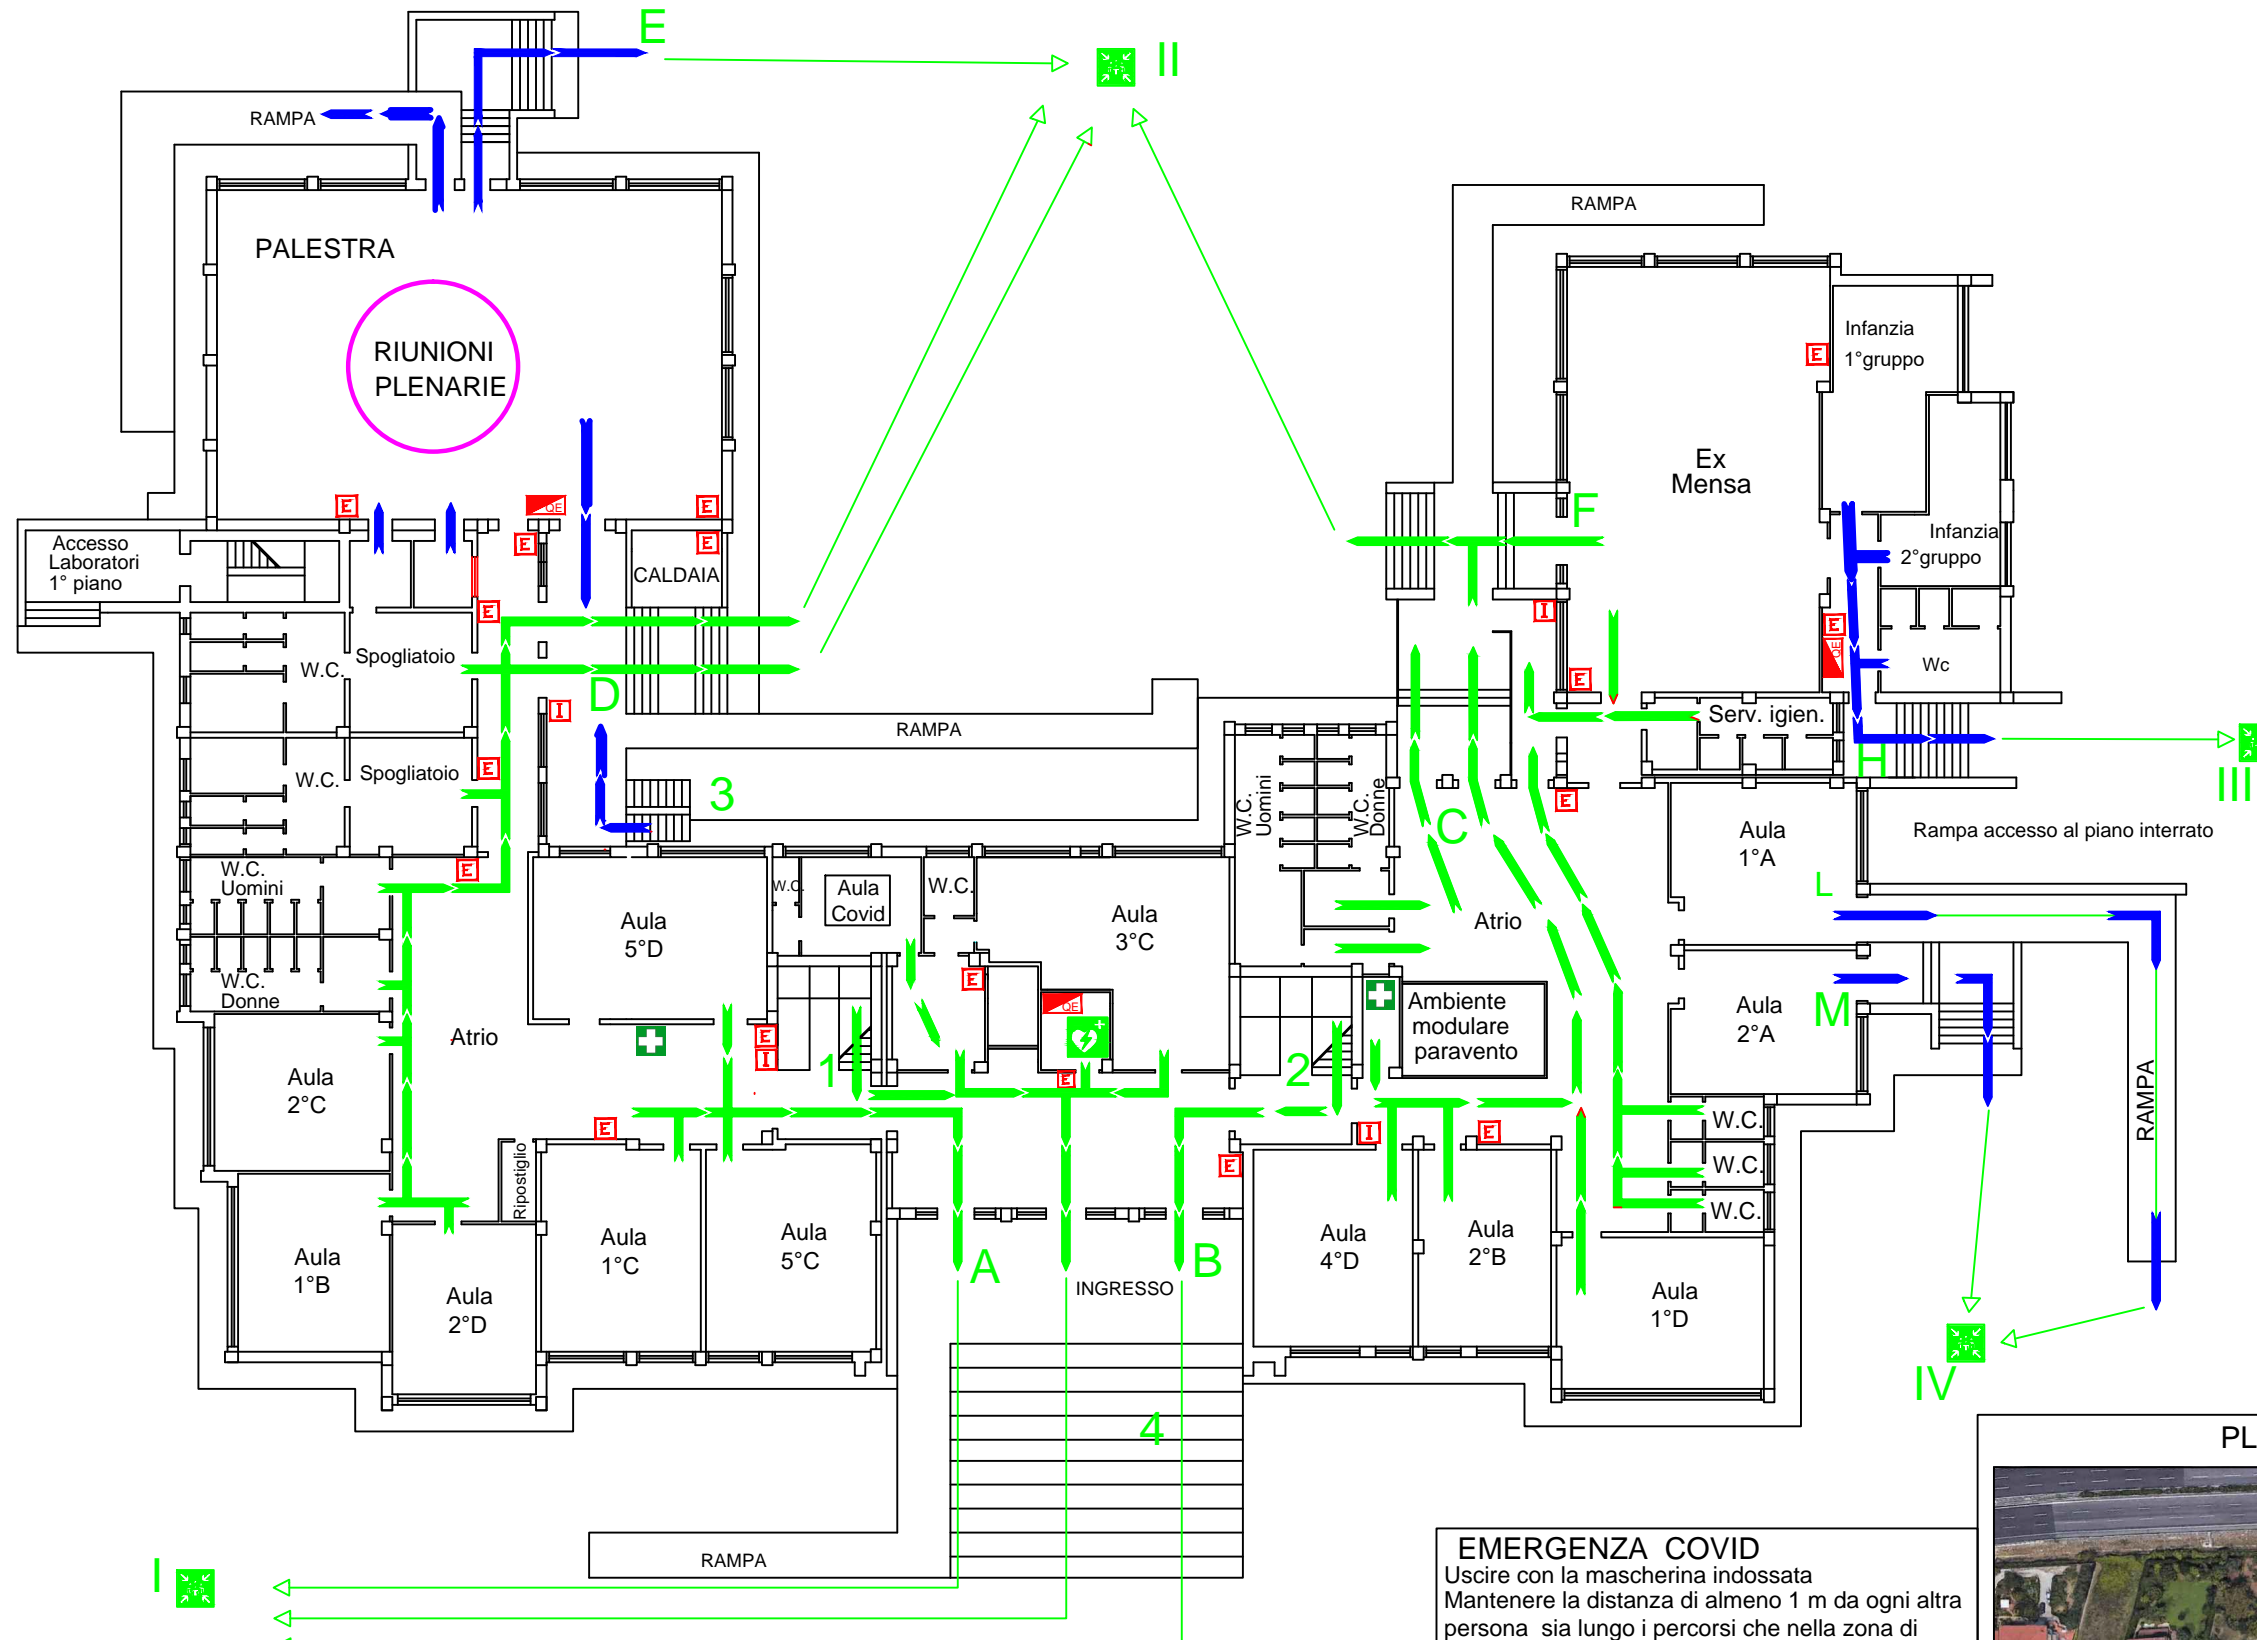 E
II
RAMPA
RAMPA
PALESTRA
RIUNIONI
PLENARIE
Infanzia
1°gruppo
E
Ex
Mensa
E
QE
E
F
Infanzia
2°gruppo
Accesso
Laboratori
1° piano
E
E
CALDAIA
E
I
E
QE
Spogliatoio
W.C.
Wc
E
D
I
Serv. igien.
RAMPA
H
III
Spogliatoio
W.C.
E
3
W.C.
Uomini
W.C.
Donne
C
E
Aula
1°A
Rampa accesso al piano interrato
W.C.
Uomini
E
W.C.
Aula
Covid
W.C.
L
Aula
5°D
Aula
3°C
Atrio
W.C.
Donne
E
QE
Ambiente
modulare
paravento
Aula
2°A
M
Atrio
E
I
1
2
Aula
2°C
E
RAMPA
E
I
E
W.C.
Ripostiglio
E
W.C.
W.C.
Aula
1°B
Aula
1°C
Aula
5°C
A
INGRESSO
B
Aula
4°D
Aula
2°B
Aula
2°D
Aula
1°D
IV
4
PL
RAMPA
I
EMERGENZA COVID
Uscire con la mascherina indossata
Mantenere la distanza di almeno 1 m da ogni altra
persona sia lungo i percorsi che nella zona di